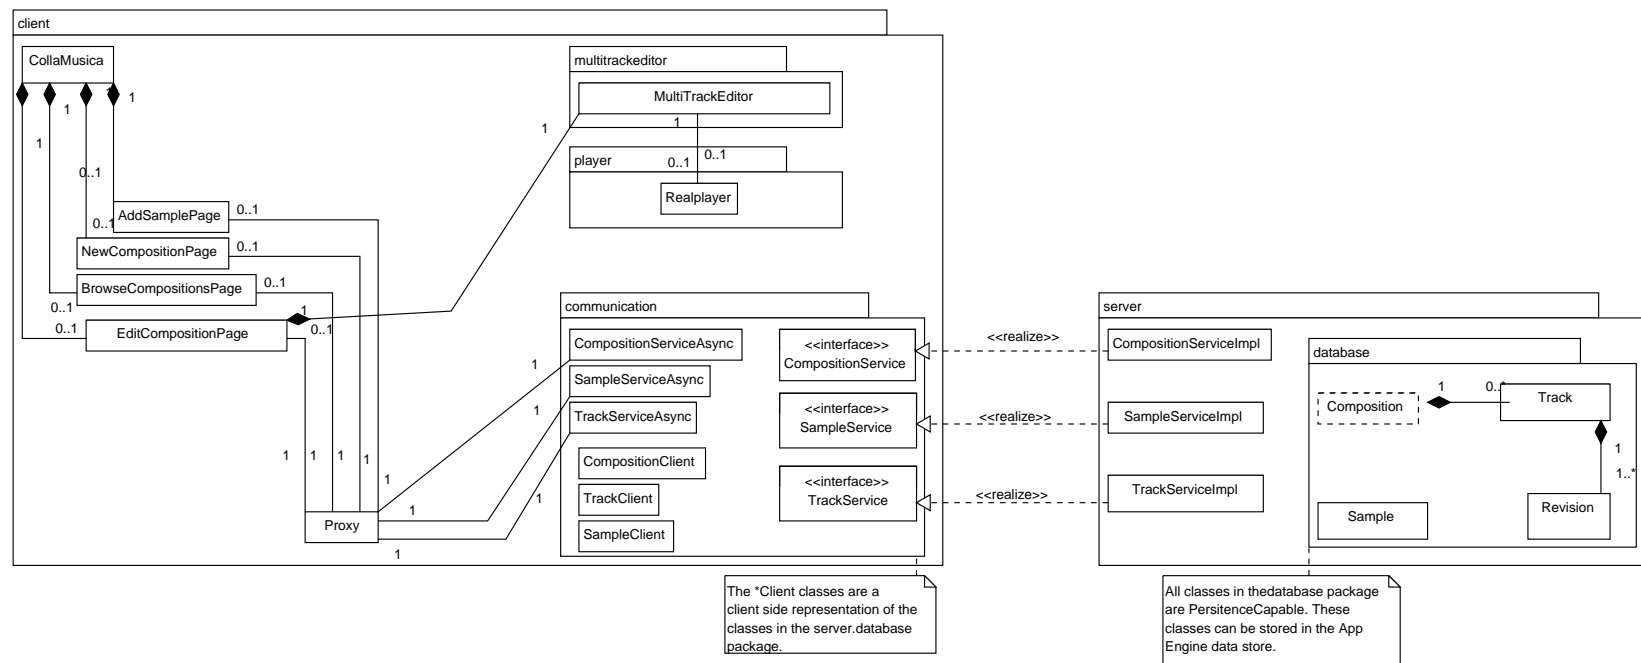 client
CollaMusica
1
1
1
1
0..1
0..1
0..1
0..1
AddSamplePage
0..1
NewCompositionPage
0..1
BrowseCompositionsPage
0..1
EditCompositionPage
1
0..1
multitrackeditor
MultiTrackEditor
1
1
0..1
player
0..1
Realplayer
communication
CompositionServiceAsync
SampleServiceAsync
TrackServiceAsync
CompositionClient
TrackClient
SampleClient
<<interface>>
CompositionService
<<interface>>
SampleService
<<interface>>
TrackService
1
1
1
1
1
1
1
1
1
1
Proxy
<<realize>>
<<realize>>
<<realize>>
server
CompositionServiceImpl
SampleServiceImpl
TrackServiceImpl
database
Composition
1
0..*
Track
1
1..*
Sample
Revision
The *Client classes are a
client side representation of the
classes in the server.database
package.
All classes in thedatabase package
are PersitenceCapable. These
classes can be stored in the App
Engine data store.